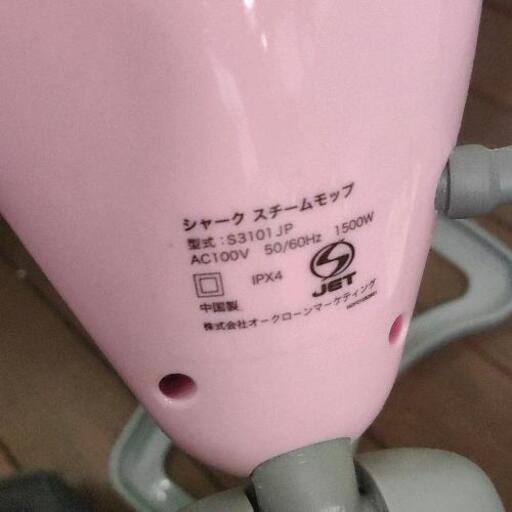 シャーク スチームモップ
型式:S3101JP
AC100V 50/60Hz 1500W
IPX4
JET
中国製
株式会社オークローンマーケティング